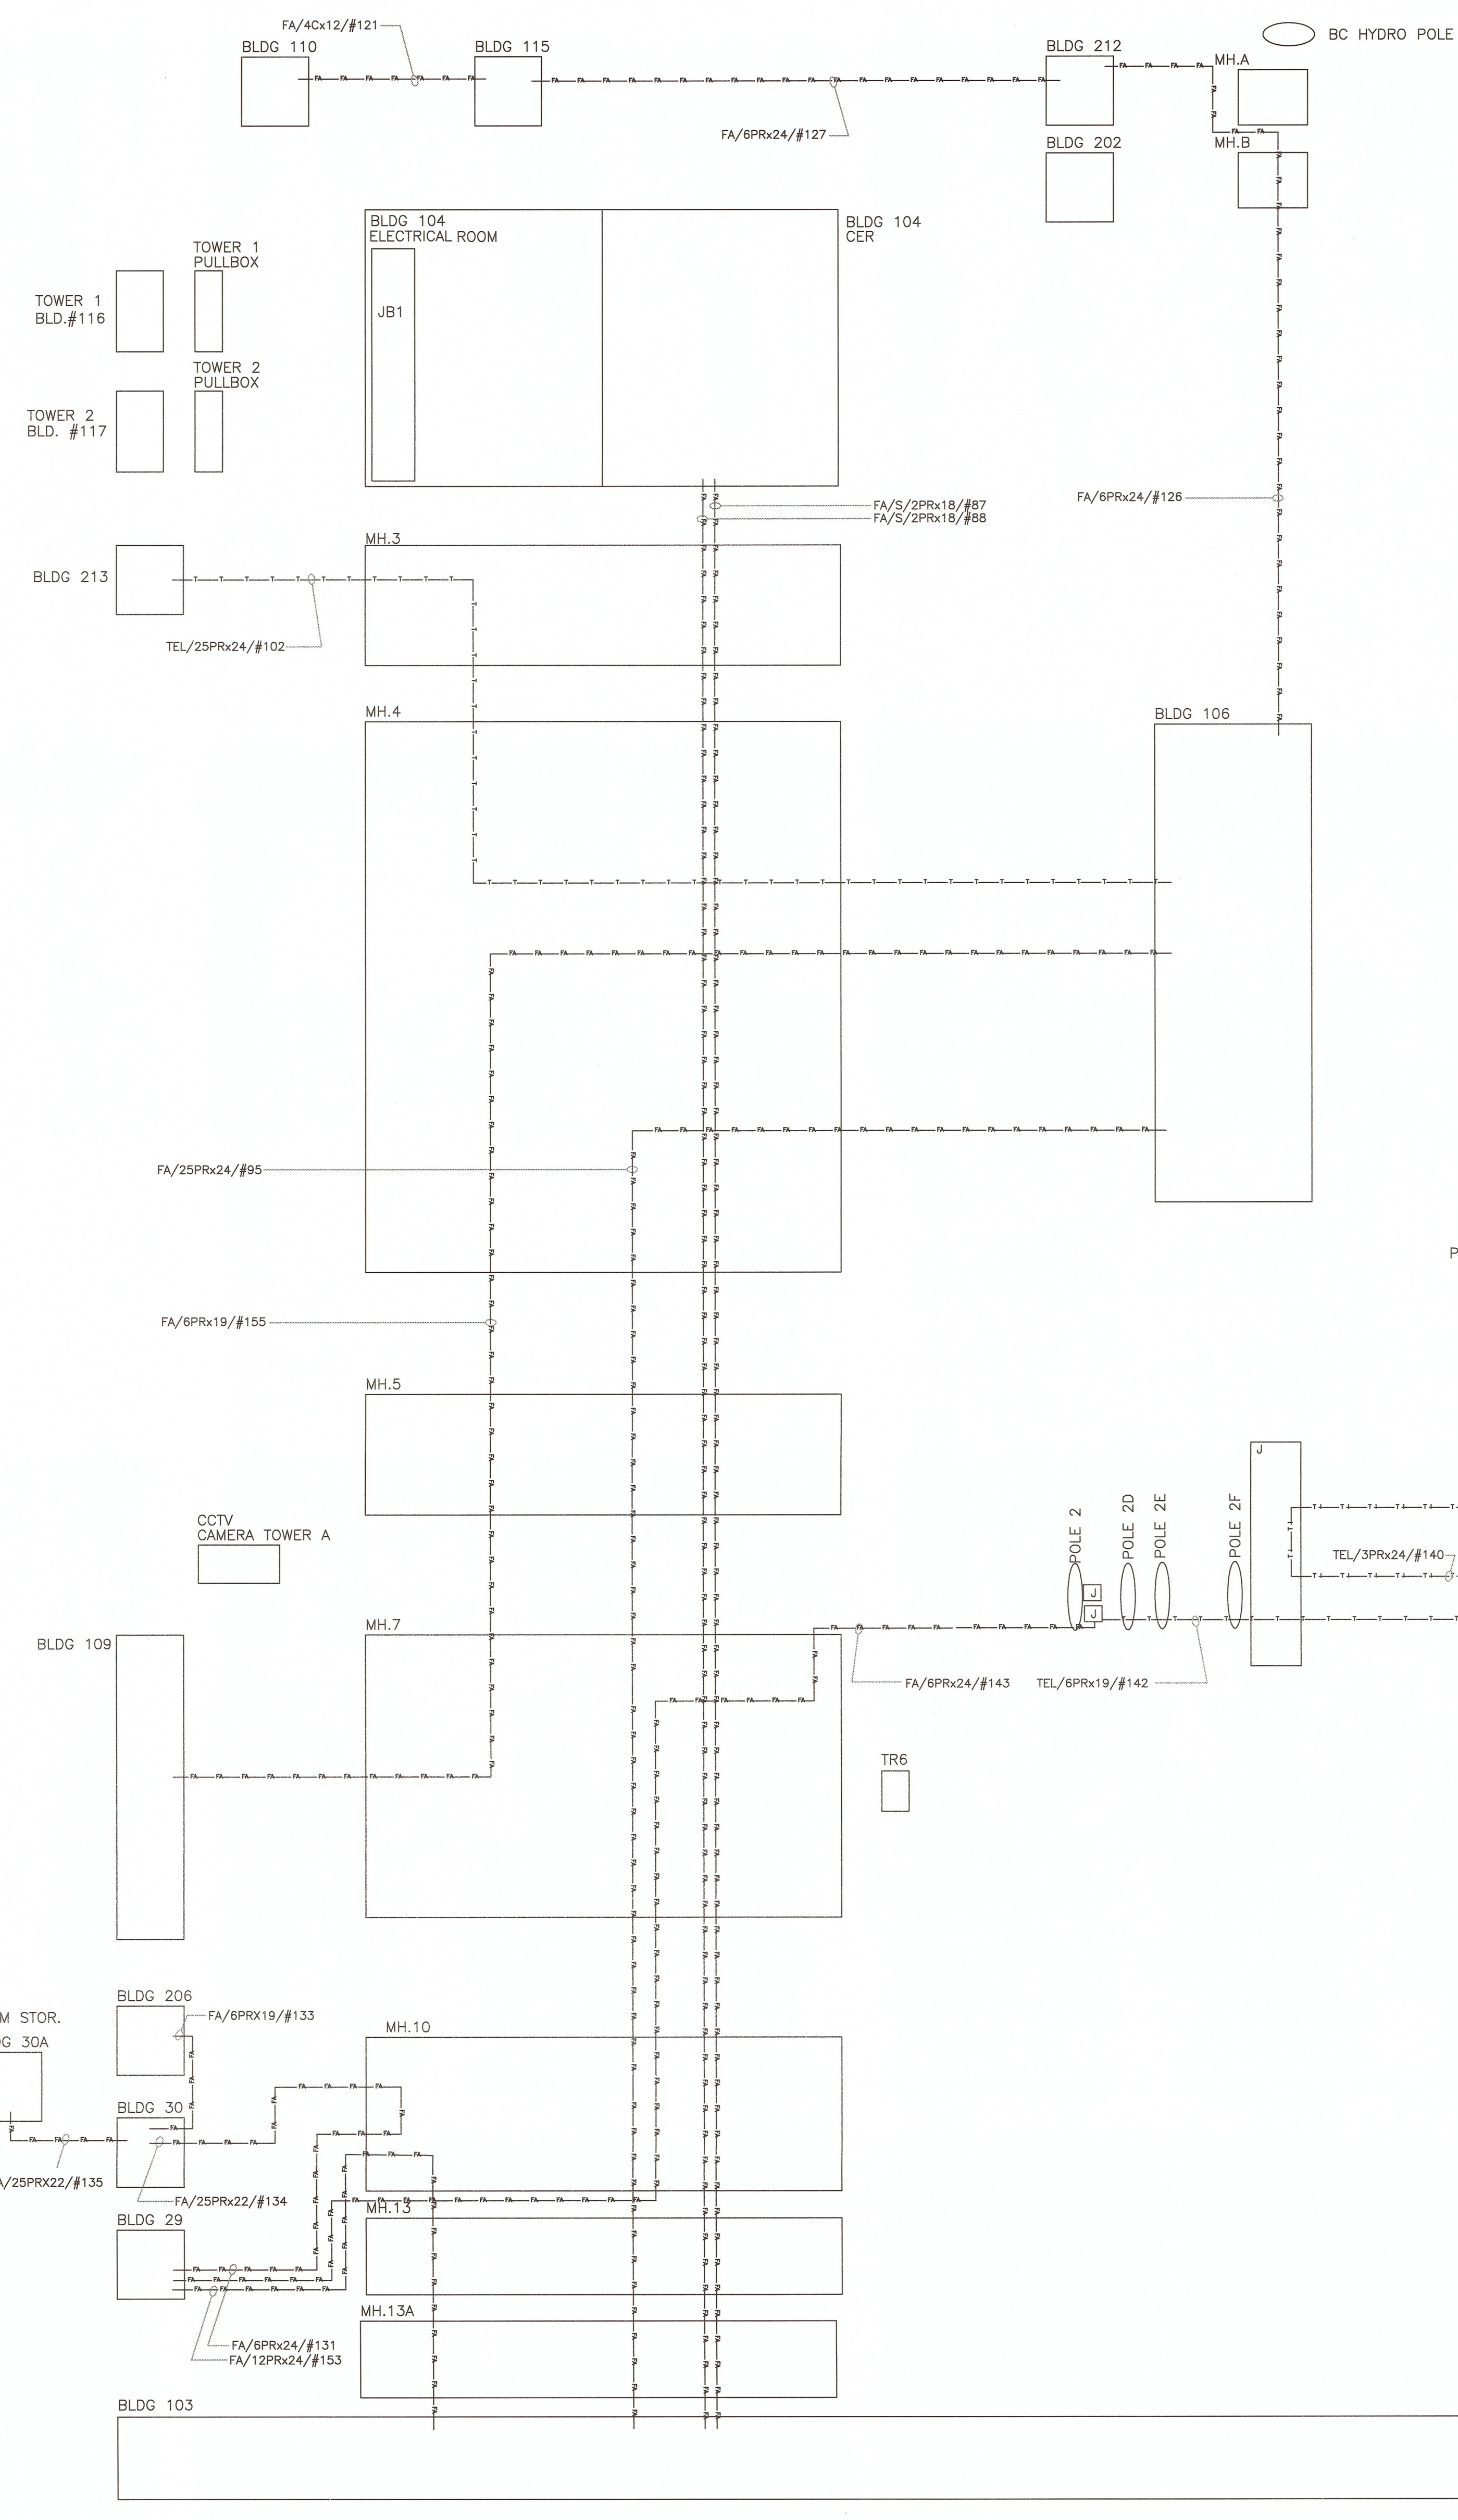 FA/4Cx12/#121
BC HYDRO POLE
BLDG 110
BLDG 115
BLDG 212
MH.A
FA/6PRx24/#127
BLDG 202
MH.B
BLDG 104
ELECTRICAL ROOM
BLDG 104
CER
TOWER 1
PULLBOX
TOWER 1
BLD.#116
JB1
TOWER 2
PULLBOX
TOWER 2
BLD. #117
FA/6PRx24/#126
FA/S/2PRx18/#87
FA/S/2PRx18/#88
MH.3
BLDG 213
TEL/25PRx24/#102
MH.4
BLDG 106
FA/25PRx24/#95
P
FA/6PRx19/#155
MH.5
J
POLE 2
POLE 2D
POLE 2E
POLE 2F
CCTV
CAMERA TOWER A
TEL/3PRx24/#140
J
J
BLDG 109
MH.7
FA/6PRx24/#143
TEL/6PRx19/#142
TR6
BLDG 206
FA/6PRX19/#133
M STOR.
G 30A
MH.10
BLDG 30
A/25PRX22/#135
FA/25PRx22/#134
MH.13
BLDG 29
MH.13A
FA/6PRx24/#131
FA/12PRx24/#153
BLDG 103